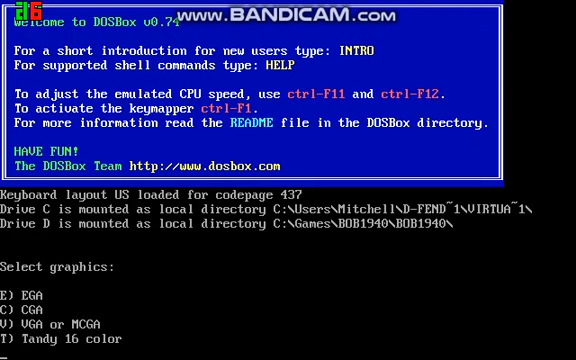 26
www.BANDICAM.com
Welcome to DOSBox v0.74
For a short introduction for new users type: INTRO
For supported shell commands type: HELP
To adjust the emulated CPU speed, use ctrl-F11 and ctrl-F12.
To activate the keymapper ctrl-F1.
For more information read the README file in the DOSBox directory.
HAVE FUN!
The DOSBox Team http://www.dosbox.com
Keyboard layout US loaded for codepage 437
Drive C is mounted as local directory C:\Users\Mitchell\D-FEND~1\VIRTUA~1\
Drive D is mounted as local directory C:\Games\BOB1940\BOB1940\
Select graphics:
E) EGA
C) CGA
V) VGA or MCGA
T) Tandy 16 color